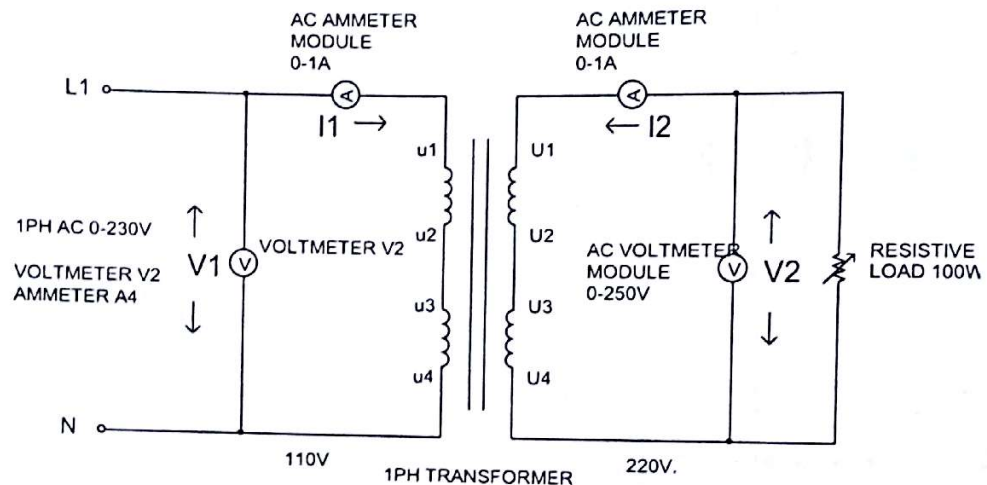 AC AMMETER
MODULE
0-1A
AC AMMETER
MODULE
0-1A
L1
A
I1
A
I2
u1
U1
1PH AC 0-230V
VOLTMETER V2
AMMETER A4
V1
V
VOLTMETER V2
u2
U2
AC VOLTMETER
MODULE
0-250V
V
V2
RESISTIVE
LOAD 100W
u3
U3
u4
U4
N
110V
1PH TRANSFORMER
220V.